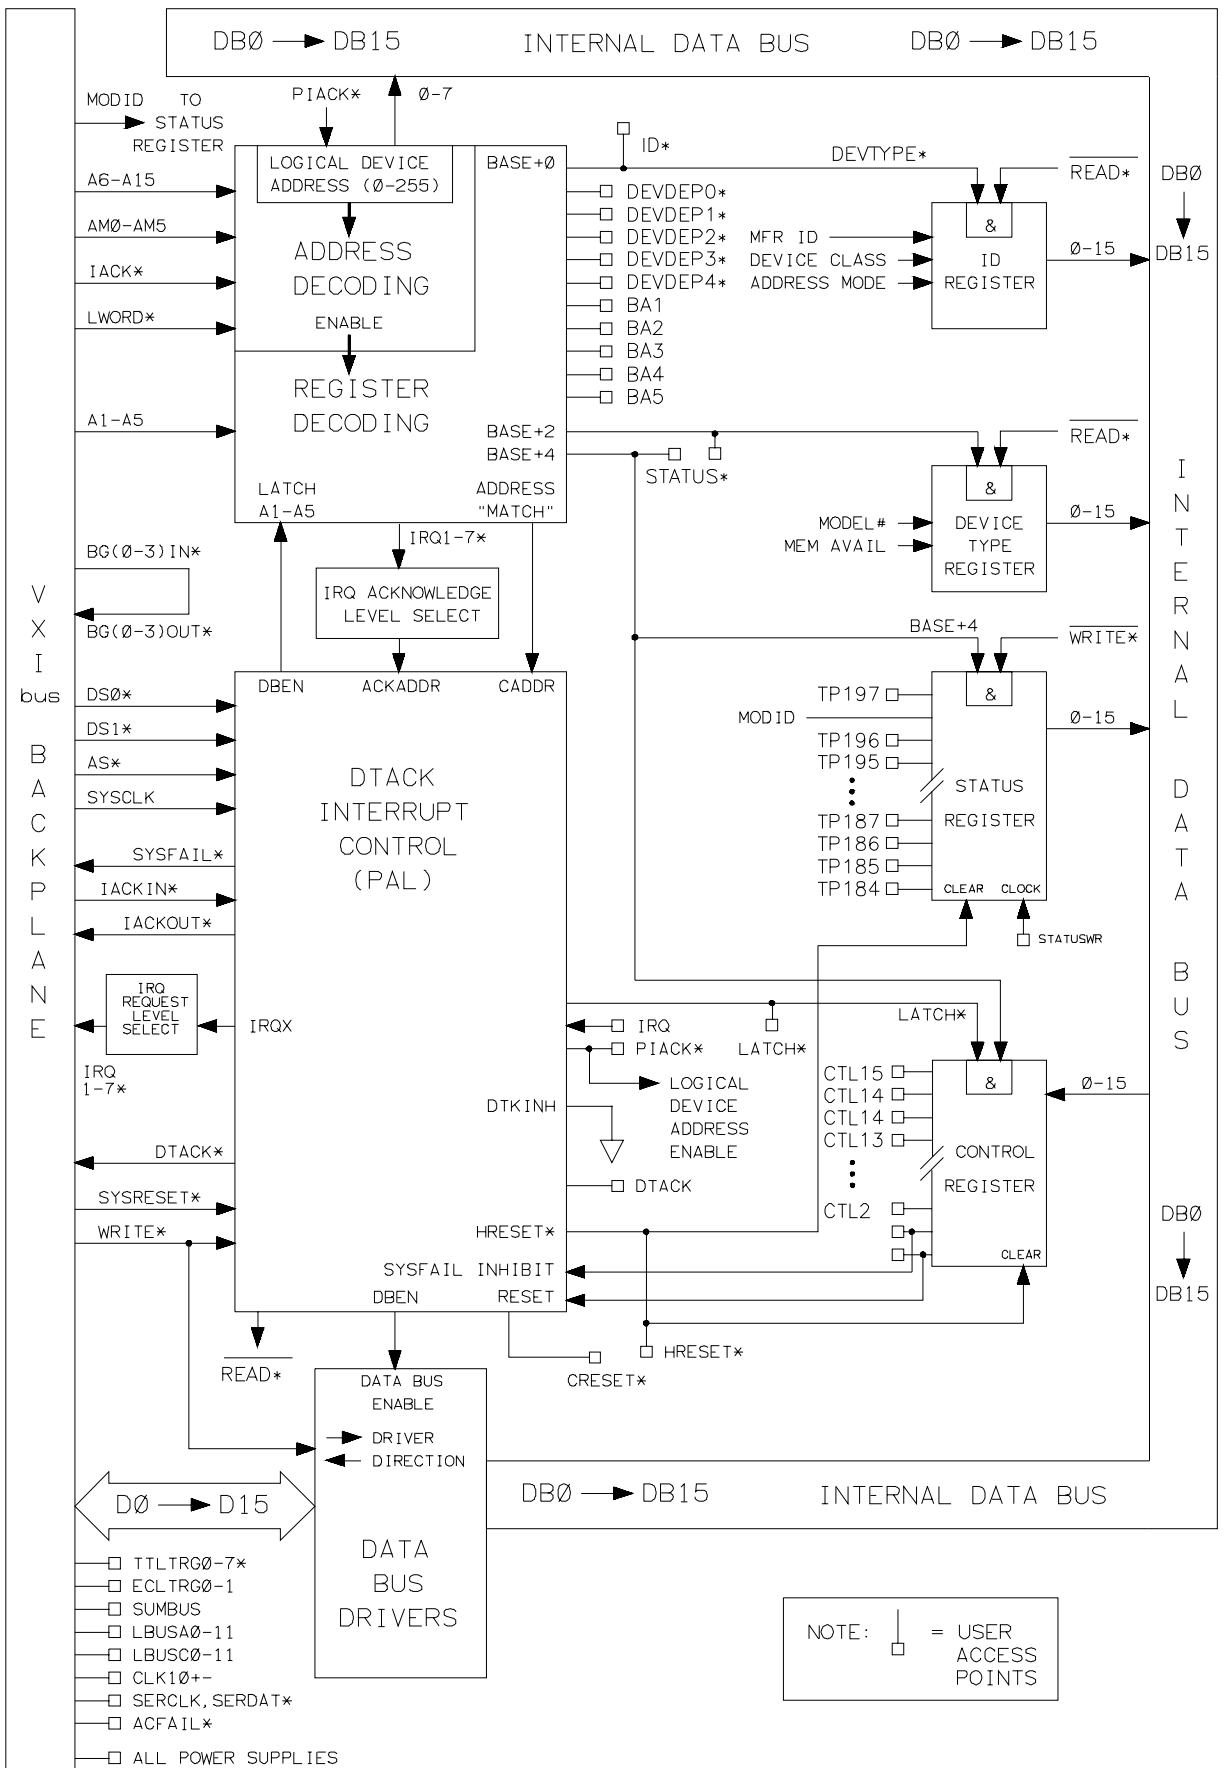 DBØ DB15 INTERNAL DATA BUS DBØ DB15
MODID TO
STATUS
REGISTER
PIACK*
Ø-7
LOGICAL DEVICE
ADDRESS (Ø-255)
BASE+Ø
ID*
DEVTYPE*
READ*
DBØ
DB15
A6-A15
AMØ-AM5
IACK*
LWORD*
A1-A5
ADDRESS
DECODING
ENABLE
REGISTER
DECODING
DEVDEP0*
DEVDEP1*
DEVDEP2*
DEVDEP3*
DEVDEP4*
BA1
BA2
BA3
BA4
BA5
MFR ID
DEVICE CLASS
ADDRESS MODE
&
ID
REGISTER
Ø-15
BASE+2
BASE+4
STATUS*
READ*
LATCH
A1-A5
ADDRESS
"MATCH"
MODEL#
MEM AVAIL
&
DEVICE
TYPE
REGISTER
Ø-15
BG(Ø-3)IN*
BG(Ø-3)OUT*
IRQ1-7*
IRQ ACKNOWLEDGE
LEVEL SELECT
VXI
bus
BACKPLANE
INTERNAL DATA BUS
BASE+4
WRITE*
DBEN
ACKADDR
CADDR
DSØ*
DS1*
AS*
SYSCLK
SYSFAIL*
IACKIN*
IACKOUT*
DTACK
INTERRUPT
CONTROL
(PAL)
TP197
MODID
TP196
TP195
TP187
TP186
TP185
TP184
&
STATUS
REGISTER
CLEAR CLOCK
Ø-15
STATUSWR
IRQ
REQUEST
LEVEL
SELECT
IRQX
IRQ
1-7*
IRQ
PIACK*
LATCH*
LATCH*
LOGICAL
DEVICE
ADDRESS
ENABLE
DTKINH
DTACK
CTL15
CTL14
CTL14
CTL13
CTL2
&
CONTROL
REGISTER
CLEAR
Ø-15
DTACK*
SYSRESET*
WRITE*
HRESET*
SYSFAIL INHIBIT
DBEN
RESET
DBØ
DB15
READ*
HRESET*
CRESET*
DATA BUS
ENABLE
DRIVER
DIRECTION
DØ D15
DBØ DB15 INTERNAL DATA BUS
DATA
BUS
DRIVERS
TTLTRGØ-7*
ECLTRGØ-1
SUMBUS
LBUSAØ-11
LBUSCØ-11
CLK1Ø+-
SERCLK,SERDAT*
ACFAIL*
ALL POWER SUPPLIES
NOTE: = USER
ACCESS
POINTS